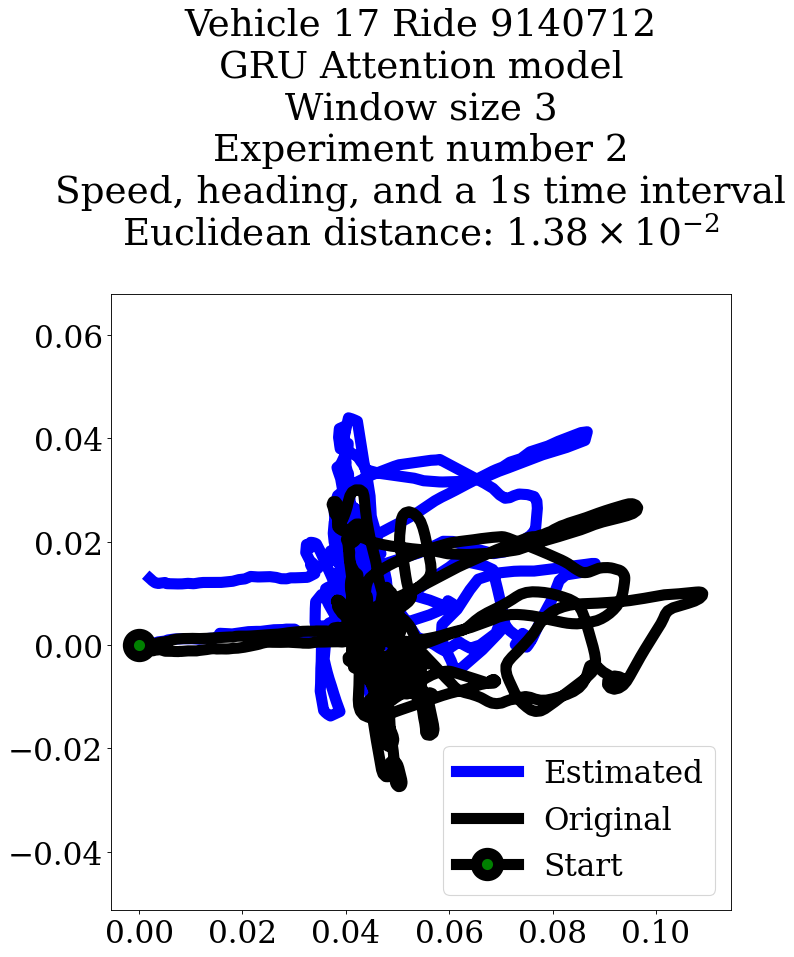 Vehicle 17 Ride 9140712
GRU Attention model
Window size 3
Experiment number 2
Speed, heading, and a 1s time interval
Euclidean distance: 1.38 × 10⁻²
0.06
0.04
0.02
0.00
−0.02
−0.04
Estimated
Original
Start
0.00 0.02 0.04 0.06 0.08 0.10